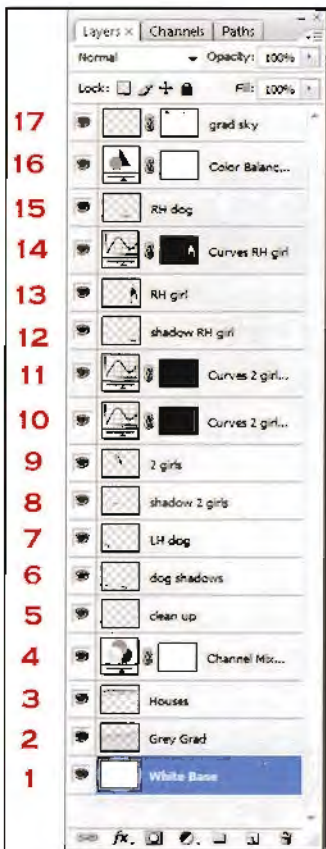 Layers × Channels Paths
Normal Opacity: 100%
Lock: Fill: 100%
17 grad sky
16 Color Balanc...
15 RH dog
14 Curves RH girl
13 RH girl
12 shadow RH girl
11 Curves 2 girl...
10 Curves 2 girl...
9 2 girls
8 shadow 2 girls
7 LH dog
6 dog shadows
5 clean up
4 Channel Mix...
3 Houses
2 Grey Grad
1 White Base
fx.